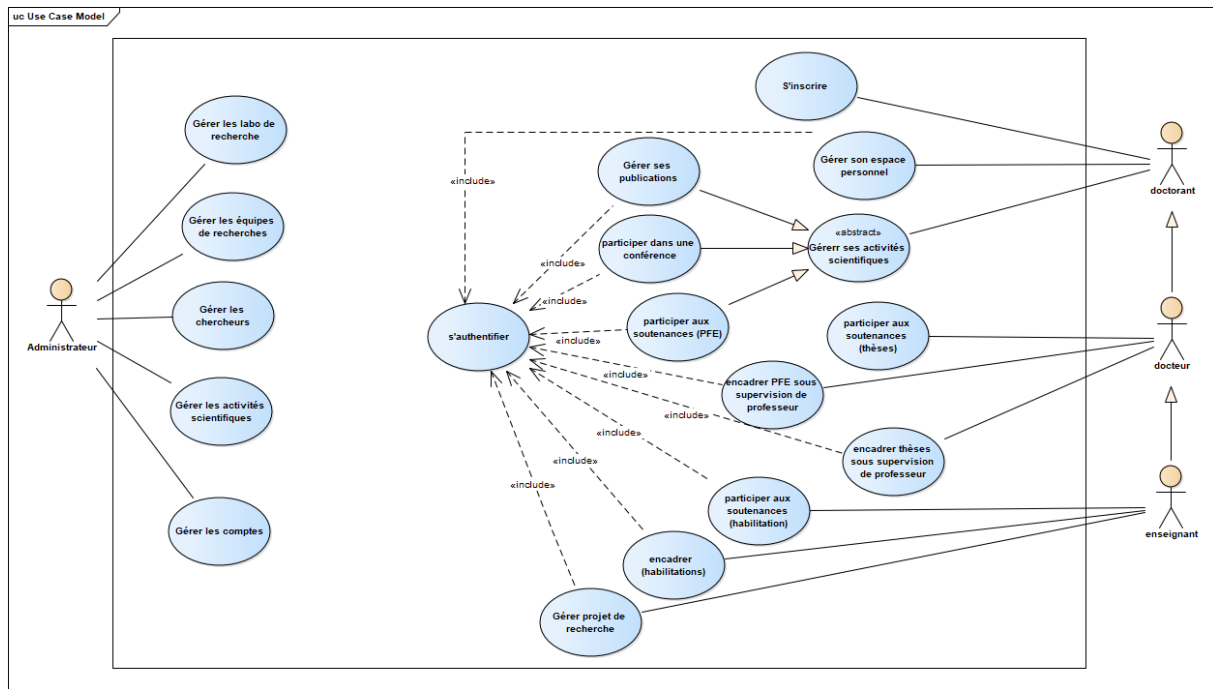 uc Use Case Model
S'inscrire
Gérer les labo de
recherche
Gérer ses
publications
Gérer son espace
personnel
«include»
doctorant
Gérer les équipes
de recherches
participer dans une
conférence
«abstract»
Gérerr ses activités
scientifiques
«include»
«include»
Gérer les
chercheurs
Administrateur
s'authentifier
participer aux
soutenances (PFE)
participer aux
soutenances
(thèses)
«include»
docteur
«include»
encadrer PFE sous
supervision de
professeur
Gérer les activités
scientifiques
«include»
«include»
encadrer thèses
sous supervision
de professeur
«include»
«include»
participer aux
soutenances
(habilitation)
Gérer les comptes
enseignant
encadrer
(habilitations)
Gérer projet de
recherche